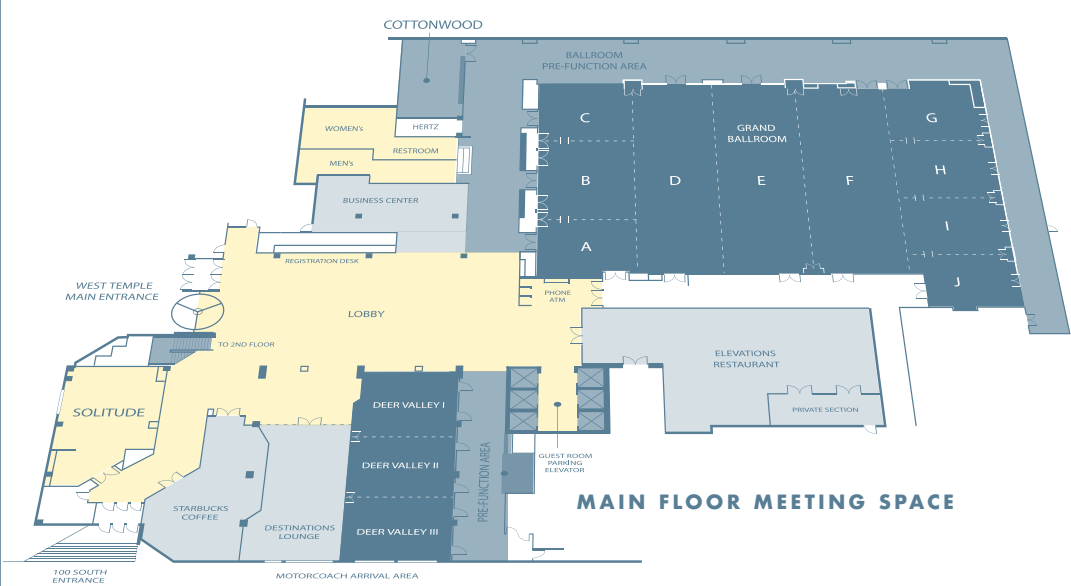 COTTONWOOD
BALLROOM
PRE-FUNCTION AREA
HERTZ
WOMEN's
RESTROOM
MEN's
C
GRAND
BALLROOM
G
B
D
E
F
H
A
I
J
BUSINESS CENTER
REGISTRATION DESK
WEST TEMPLE
MAIN ENTRANCE
PHONE
ATM
LOBBY
TO 2ND FLOOR
ELEVATIONS
RESTAURANT
PRIVATE SECTION
SOLITUDE
DEER VALLEY I
DEER VALLEY II
DEER VALLEY III
PRE-FUNCTION AREA
GUEST ROOM
PARKING
ELEVATOR
STARBUCKS
COFFEE
DESTINATIONS
LOUNGE
MAIN FLOOR MEETING SPACE
100 SOUTH
ENTRANCE
MOTORCOACH ARRIVAL AREA